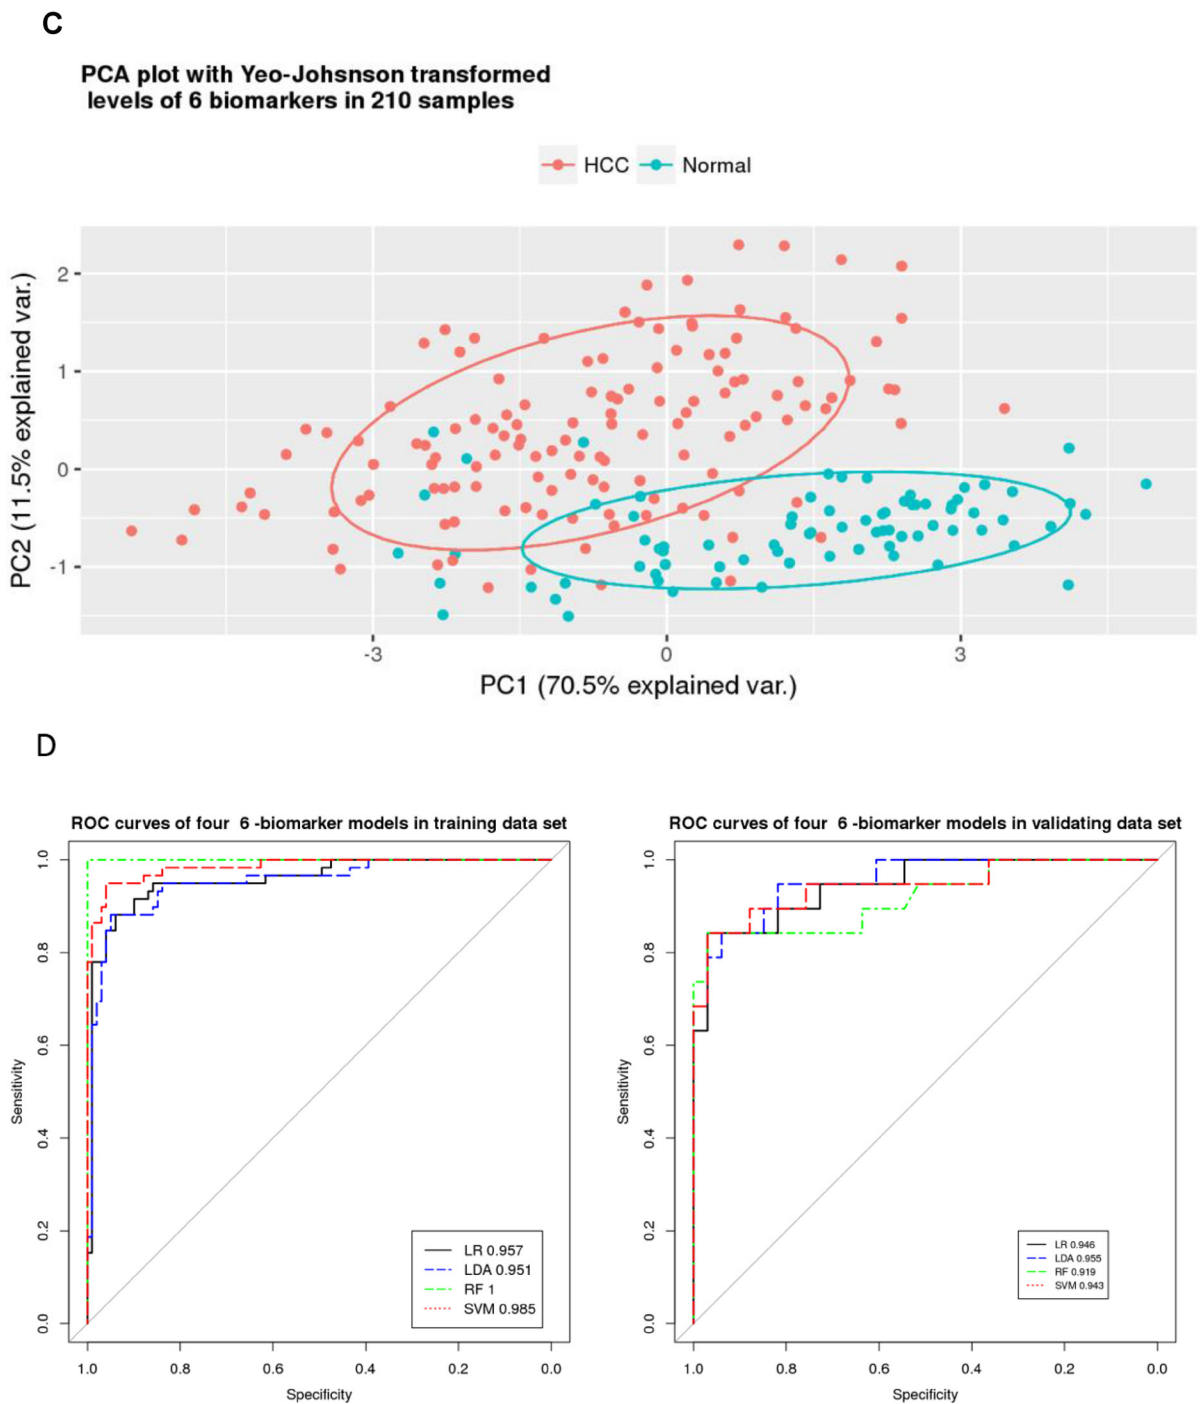 C
PCA plot with Yeo-Johsnson transformed
levels of 6 biomarkers in 210 samples
HCC Normal
PC2 (11.5% explained var.)
2
1
0
-1
-3 0 3
PC1 (70.5% explained var.)
D
ROC curves of four 6 -biomarker models in training data set
Sensitivity
1.0
0.8
0.6
0.4
0.2
0.0
LR 0.957
LDA 0.951
RF 1
SVM 0.985
1.0 0.8 0.6 0.4 0.2 0.0
Specificity
ROC curves of four 6 -biomarker models in validating data set
Sensitivity
1.0
0.8
0.6
0.4
0.2
0.0
LR 0.946
LDA 0.955
RF 0.919
SVM 0.943
1.0 0.8 0.6 0.4 0.2 0.0
Specificity